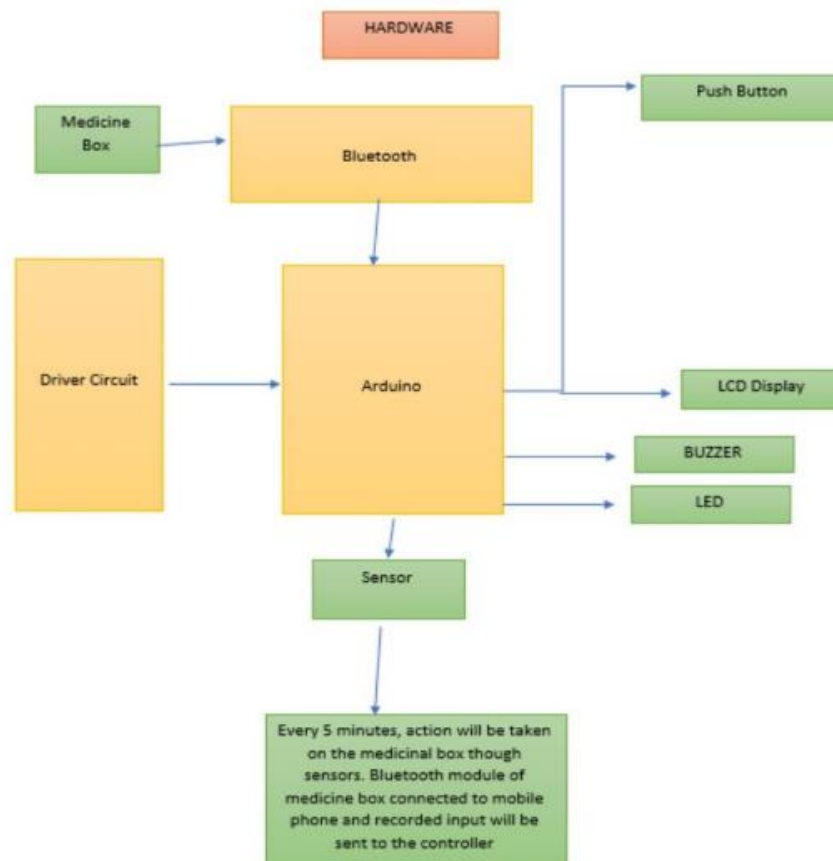 HARDWARE
Push Button
Medicine
Box
Bluetooth
Driver Circuit
Arduino
LCD Display
BUZZER
LED
Sensor
Every 5 minutes, action will be taken
on the medicinal box though
sensors. Bluetooth module of
medicine box connected to mobile
phone and recorded input will be
sent to the controller